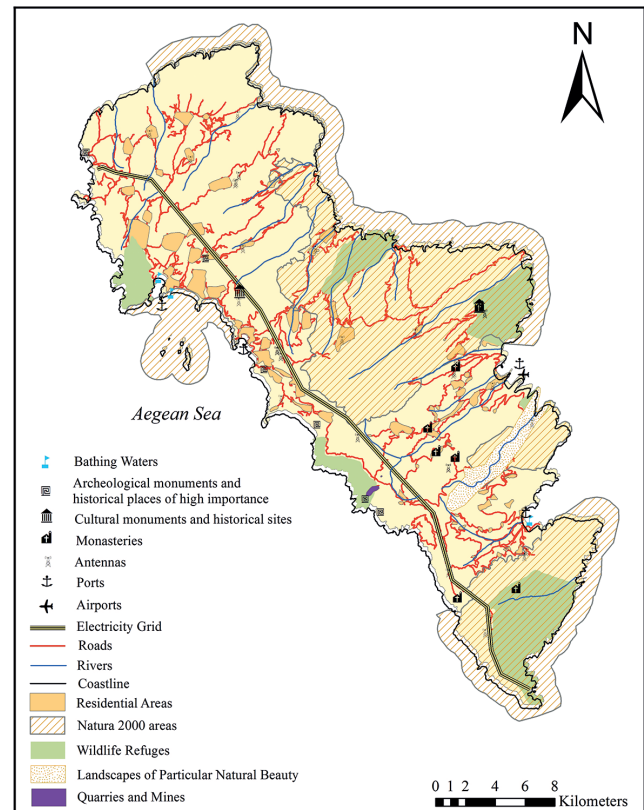 N
Aegean Sea
Bathing Waters
Archeological monuments and
historical places of high importance
Cultural monuments and historical sites
Monasteries
Antennas
Ports
Airports
Electricity Grid
Roads
Rivers
Coastline
Residential Areas
Natura 2000 areas
Wildlife Refuges
Landscapes of Particular Natural Beauty
Quarries and Mines
0 1 2 4 6 8
Kilometers